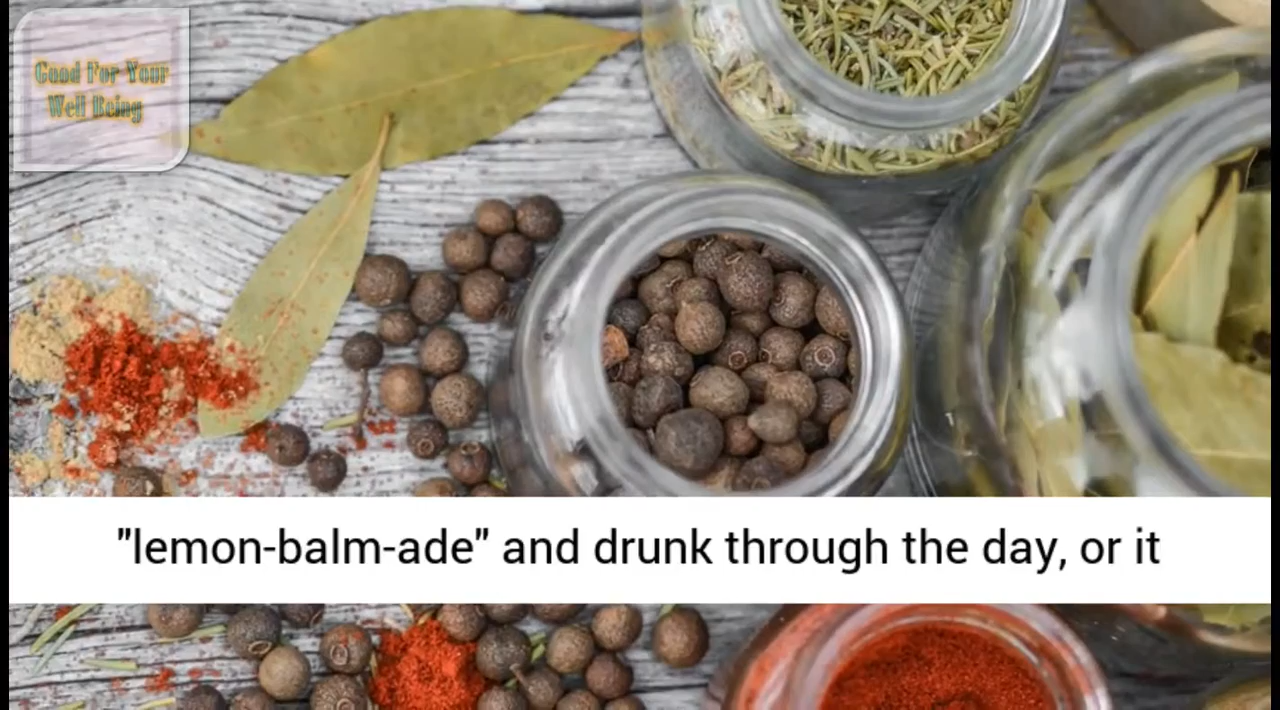 Good For Your
Well Being
"lemon-balm-ade" and drunk through the day, or it